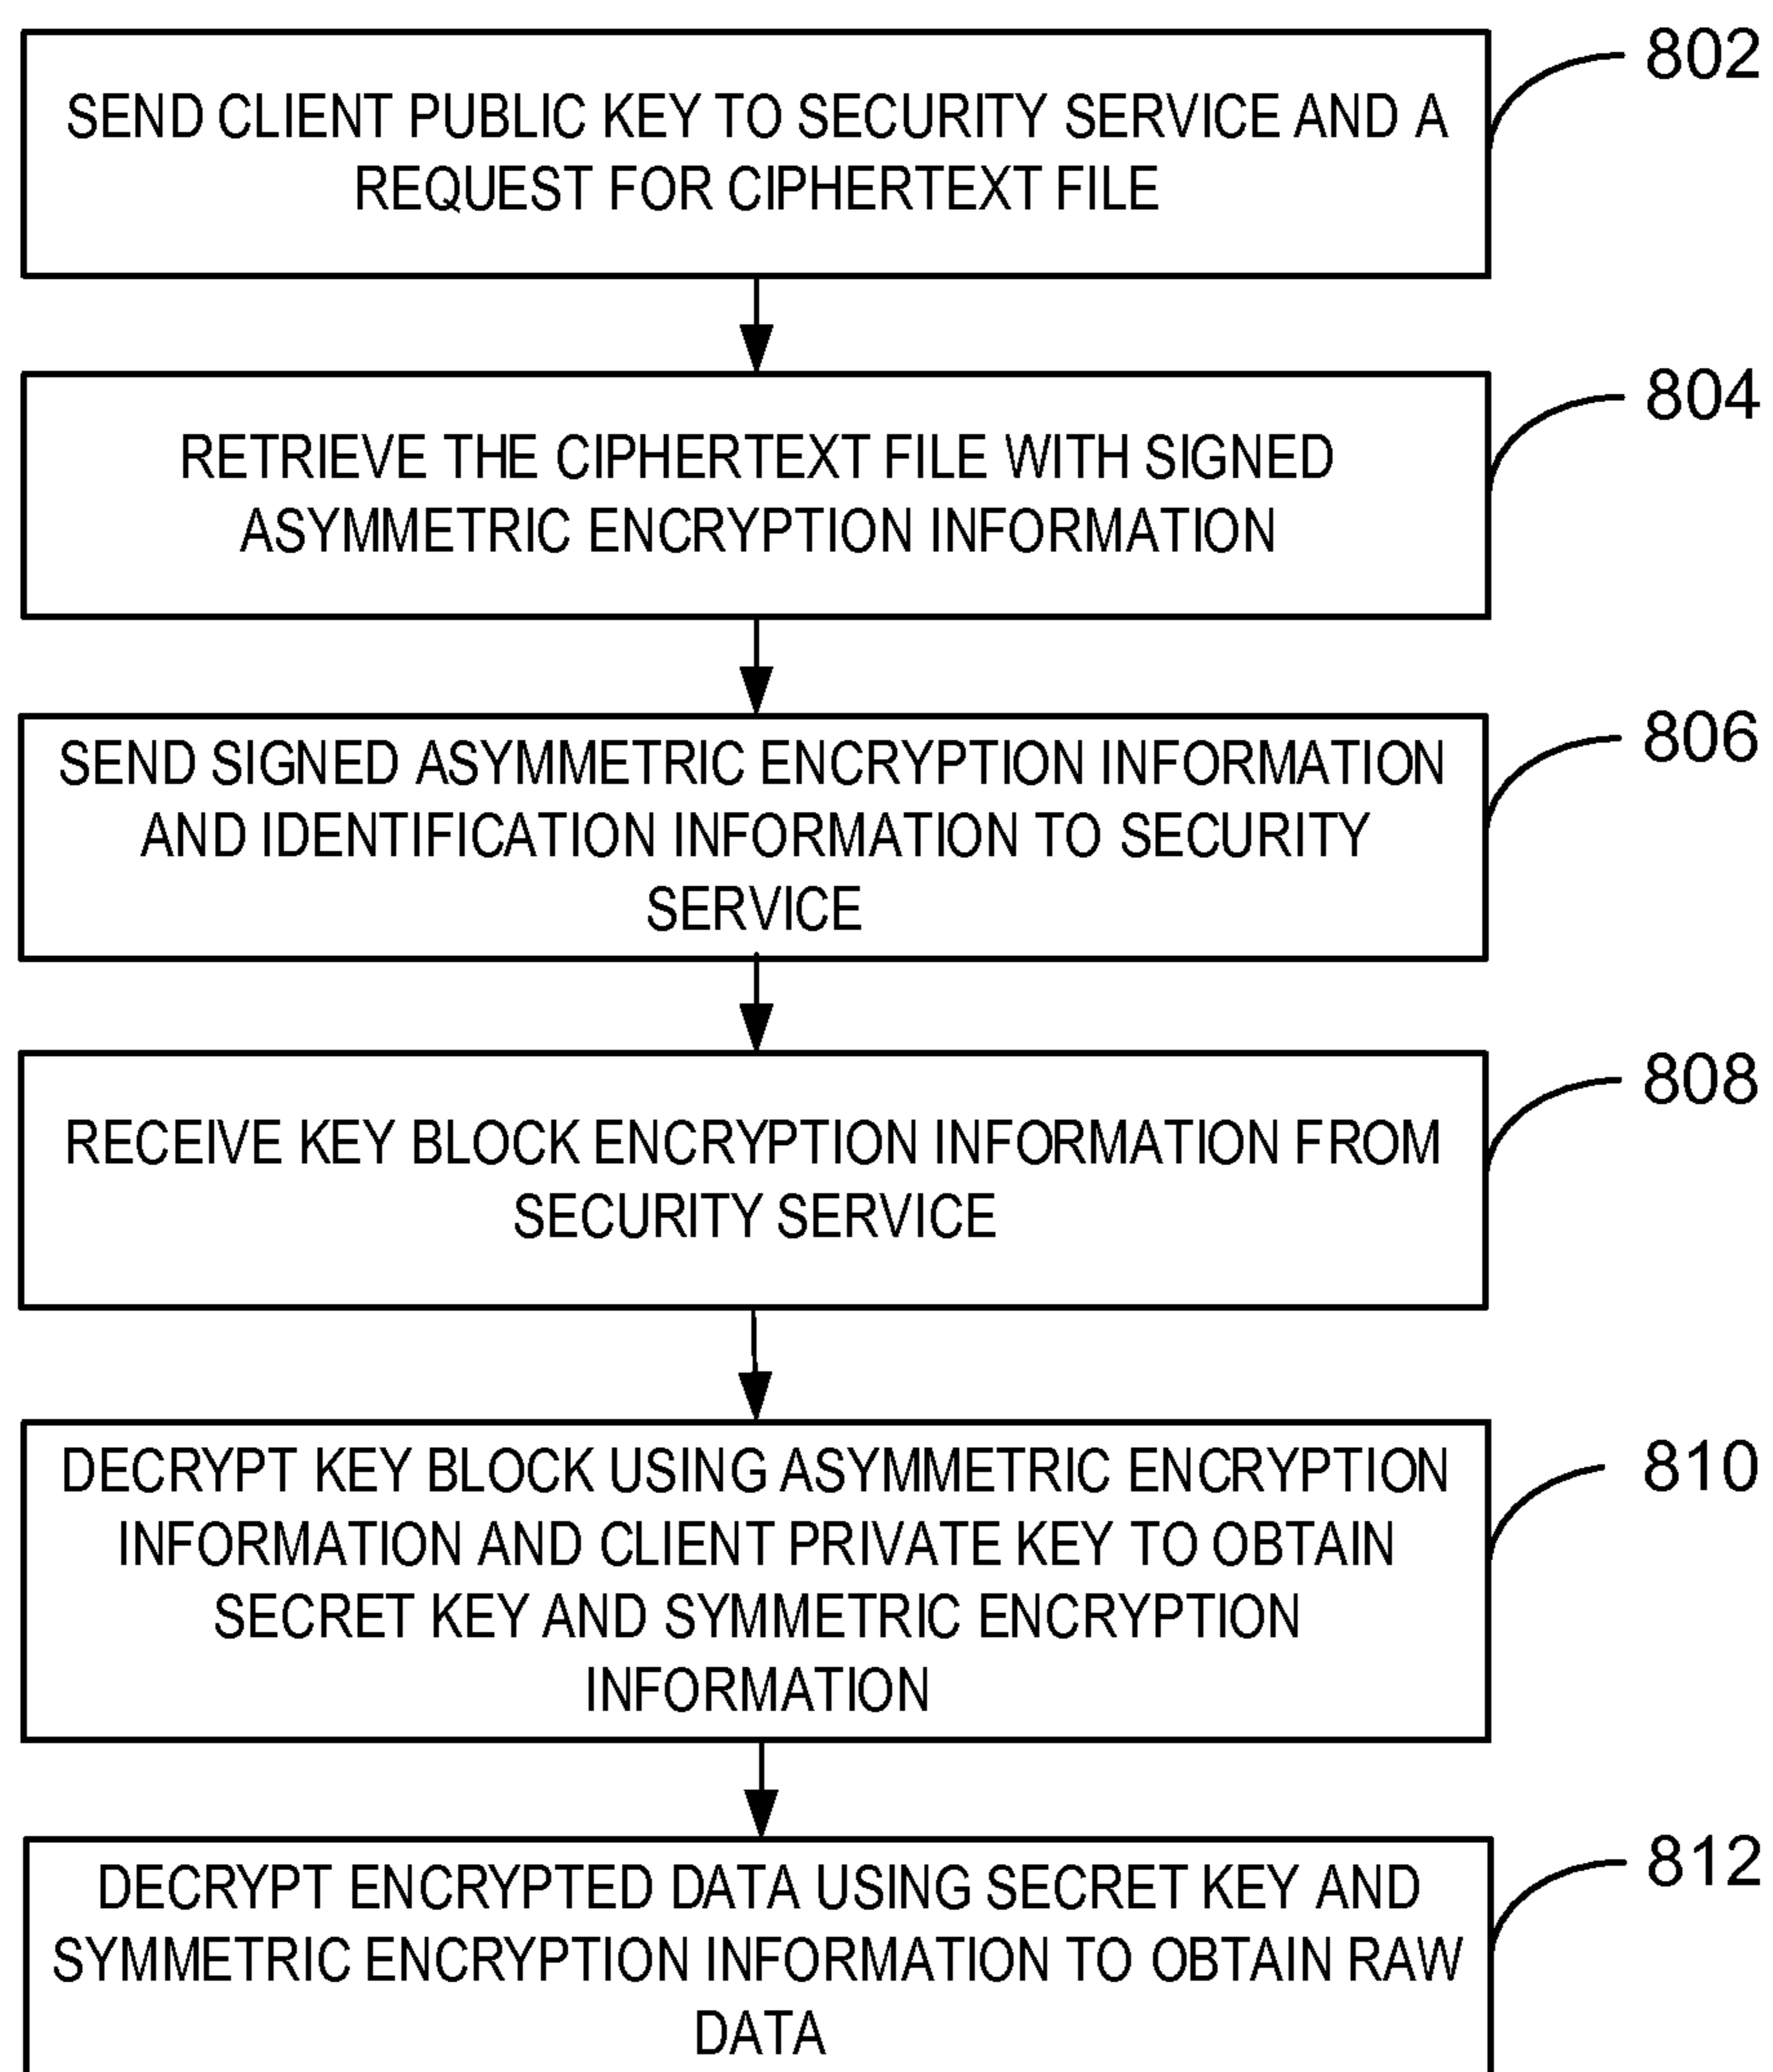 SEND CLIENT PUBLIC KEY TO SECURITY SERVICE AND A
REQUEST FOR CIPHERTEXT FILE
802
RETRIEVE THE CIPHERTEXT FILE WITH SIGNED
ASYMMETRIC ENCRYPTION INFORMATION
804
SEND SIGNED ASYMMETRIC ENCRYPTION INFORMATION
AND IDENTIFICATION INFORMATION TO SECURITY
SERVICE
806
RECEIVE KEY BLOCK ENCRYPTION INFORMATION FROM
SECURITY SERVICE
808
DECRYPT KEY BLOCK USING ASYMMETRIC ENCRYPTION
INFORMATION AND CLIENT PRIVATE KEY TO OBTAIN
SECRET KEY AND SYMMETRIC ENCRYPTION
INFORMATION
810
DECRYPT ENCRYPTED DATA USING SECRET KEY AND
SYMMETRIC ENCRYPTION INFORMATION TO OBTAIN RAW
DATA
812